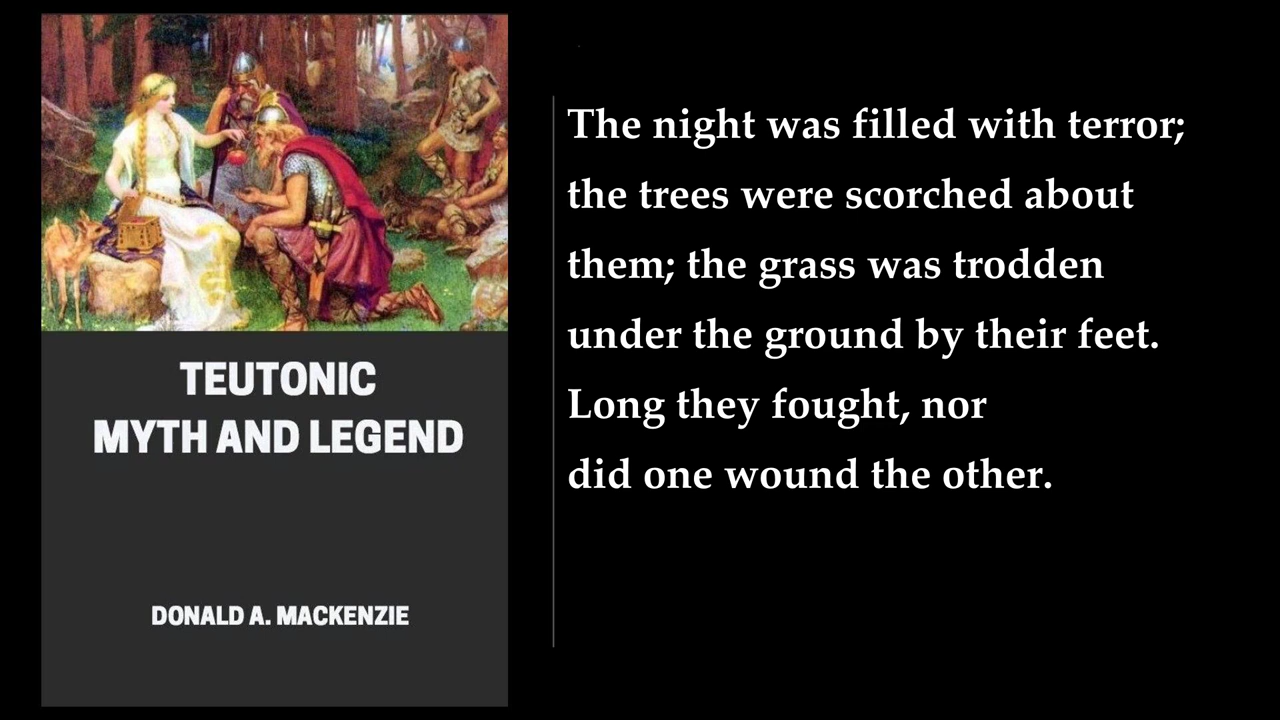 TEUTONIC
MYTH AND LEGEND
DONALD A. MACKENZIE
The night was filled with terror;
the trees were scorched about
them; the grass was trodden
under the ground by their feet.
Long they fought, nor
did one wound the other.